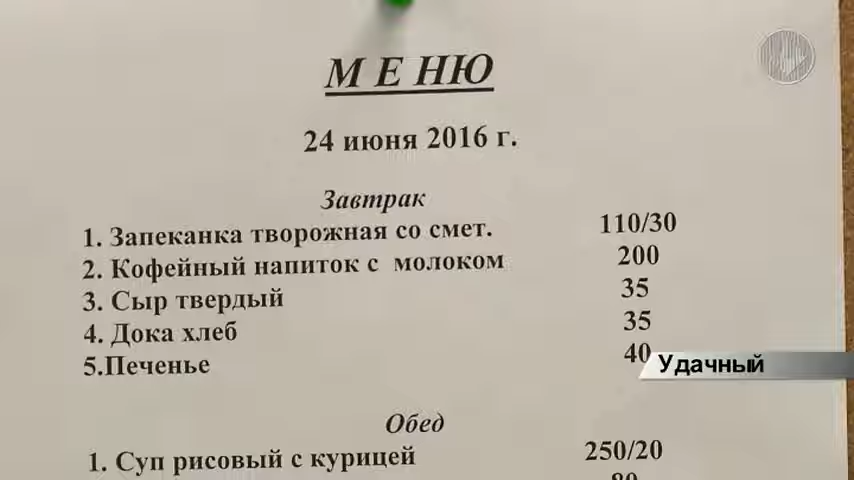 М Е НЮ
24 июня 2016 г.
Завтрак
1. Запеканка творожная со смет. 110/30
2. Кофейный напиток с молоком 200
3. Сыр твердый 35
4. Дока хлеб 35
5.Печенье 40
Удачный
Обед
1. Суп рисовый с курицей 250/20
80